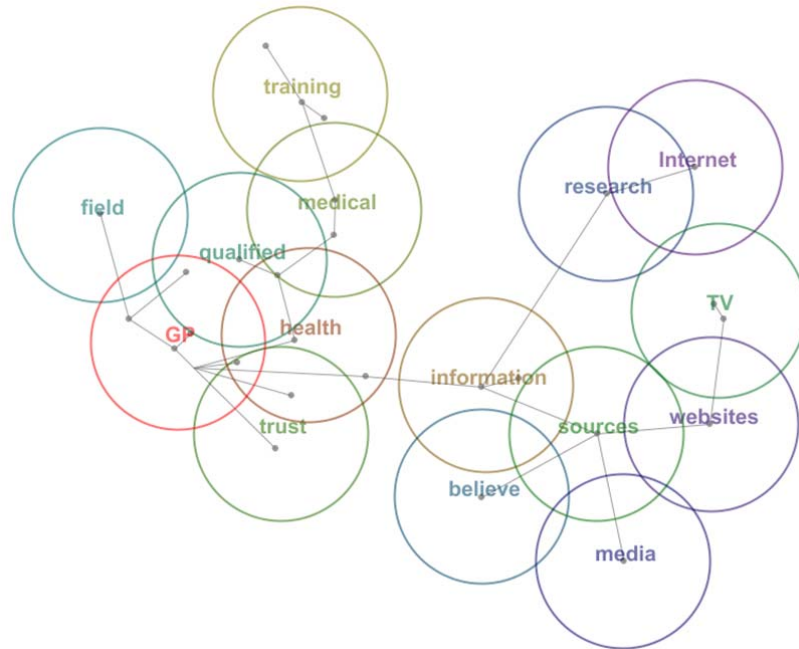 training
Internet
research
medical
field
qualified
TV
health
GP
information
websites
trust
sources
believe
media